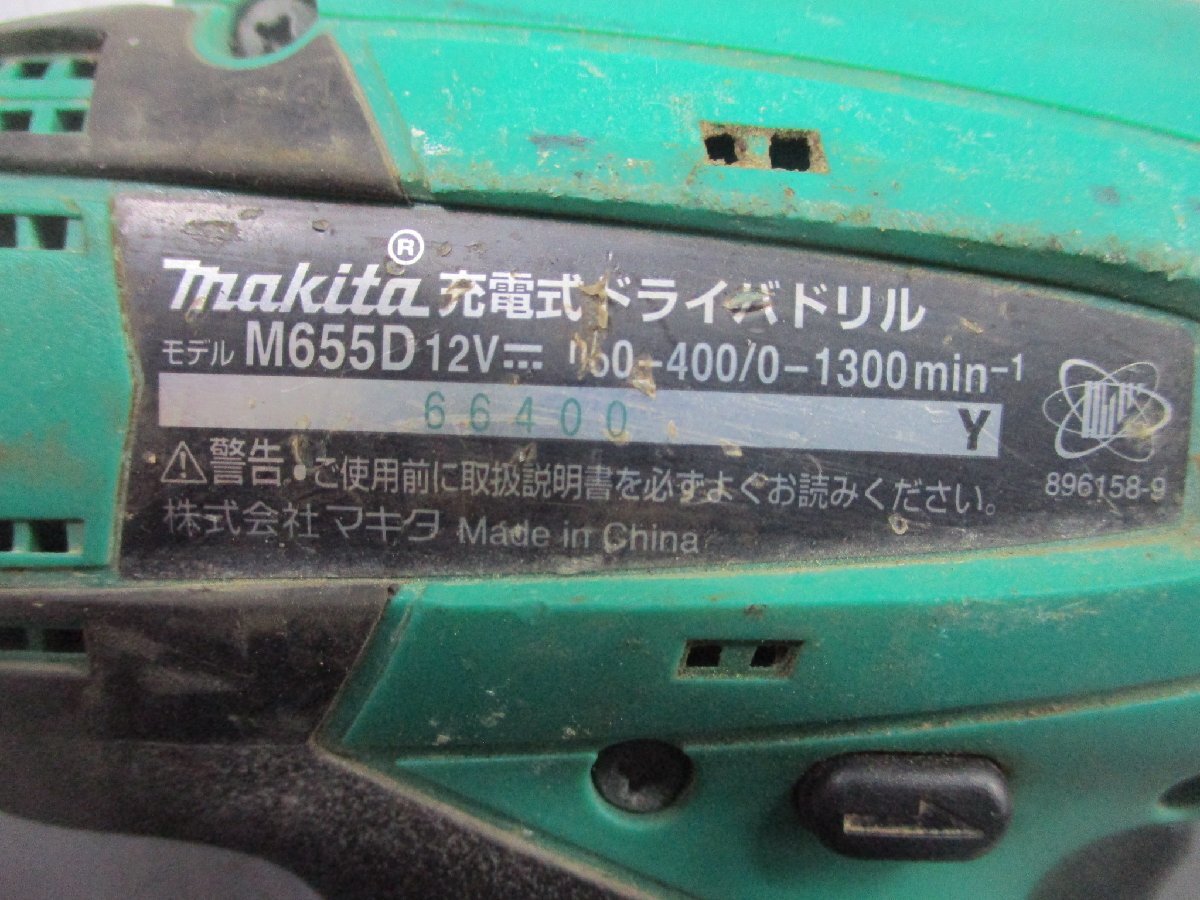 makita® 充電式ドライバドリル
モデル M655D 12V⎓ 0-400/0-1300min⁻¹
66400 Y
⚠警告•ご使用前に取扱説明書を必ずよくお読みください。
896158-9
株式会社マキタ Made in China